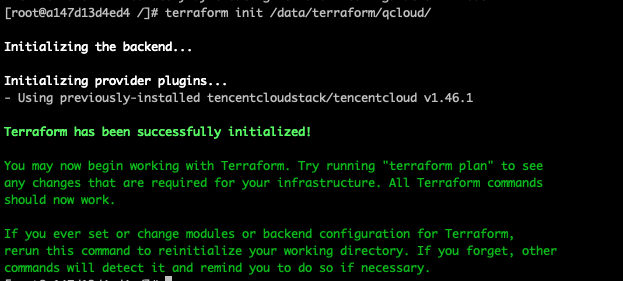 [root@a147d13d4ed4 /]# terraform init /data/terraform/qcloud/
Initializing the backend...
Initializing provider plugins...
- Using previously-installed tencentcloudstack/tencentcloud v1.46.1
Terraform has been successfully initialized!
You may now begin working with Terraform. Try running "terraform plan" to see
any changes that are required for your infrastructure. All Terraform commands
should now work.
If you ever set or change modules or backend configuration for Terraform,
rerun this command to reinitialize your working directory. If you forget, other
commands will detect it and remind you to do so if necessary.